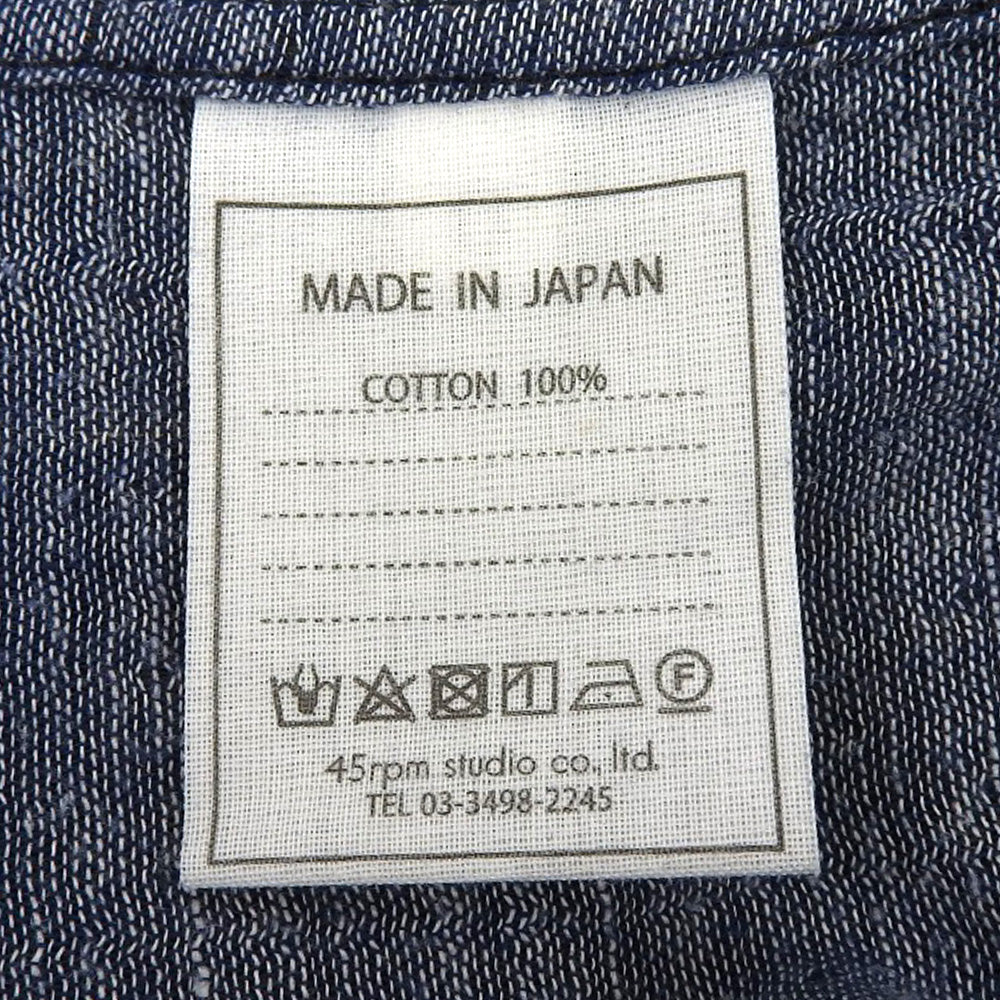 MADE IN JAPAN
COTTON 100%
F
45rpm studio co., ltd.
TEL 03-3498-2245